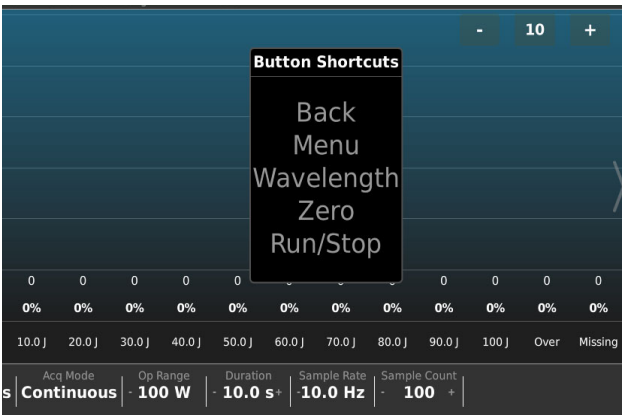 - 10 +
Button Shortcuts
Back
Menu
Wavelength
Zero
Run/Stop
0 0 0 0 0 0 0 0 0
0% 0% 0% 0% 0% 0% 0% 0% 0% 0% 0% 0%
10.0 J 20.0 J 30.0 J 40.0 J 50.0 J 60.0 J 70.0 J 80.0 J 90.0 J 100 J Over Missing
Acq Mode Op Range Duration Sample Rate Sample Count
s Continuous - 100 W - 10.0 s + - 10.0 Hz - 100 +